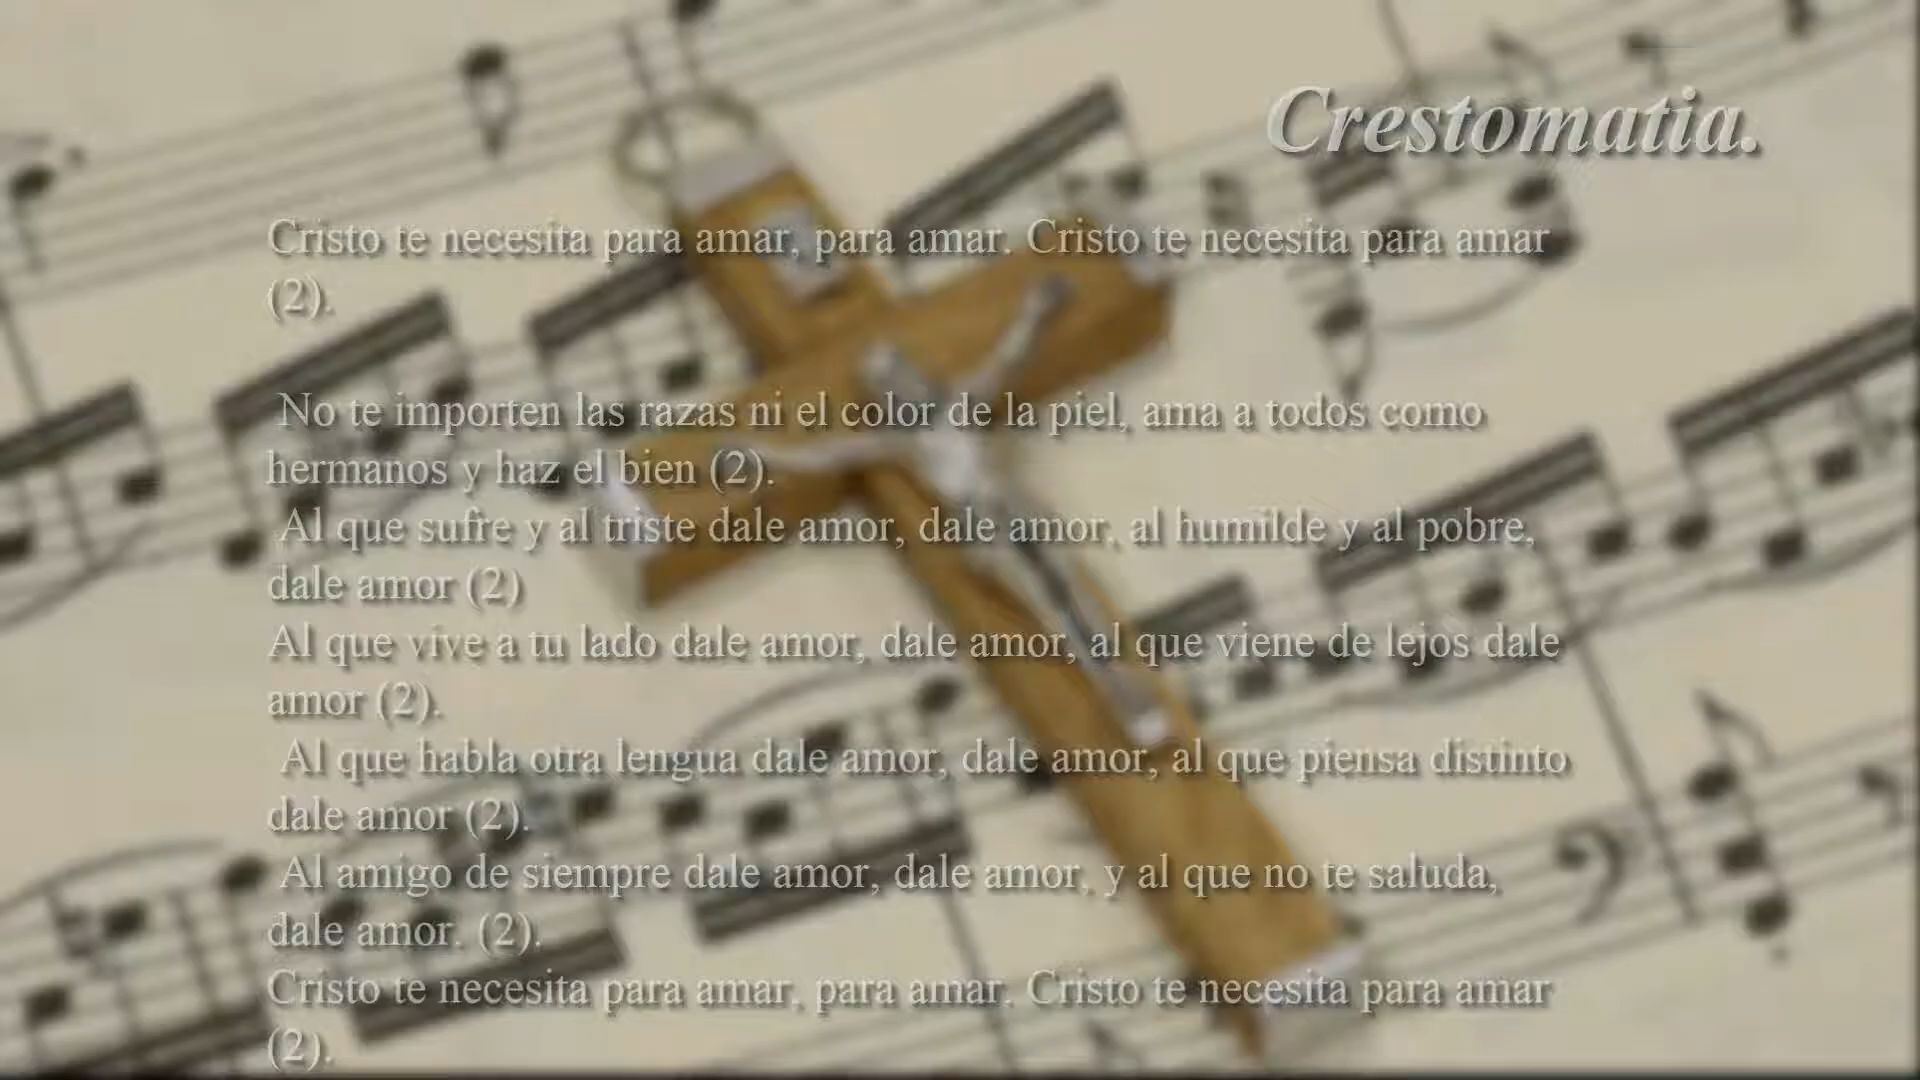 Crestomatia.
Cristo te necesita para amar, para amar. Cristo te necesita para amar
(2).
No te importen las razas ni el color de la piel, ama a todos como
hermanos y haz el bien (2).
Al que sufre y al triste dale amor, dale amor, al humilde y al pobre,
dale amor (2)
Al que vive a tu lado dale amor, dale amor, al que viene de lejos dale
amor (2).
Al que habla otra lengua dale amor, dale amor, al que piensa distinto
dale amor (2).
Al amigo de siempre dale amor, dale amor, y al que no te saluda,
dale amor. (2).
Cristo te necesita para amar, para amar. Cristo te necesita para amar
(2).